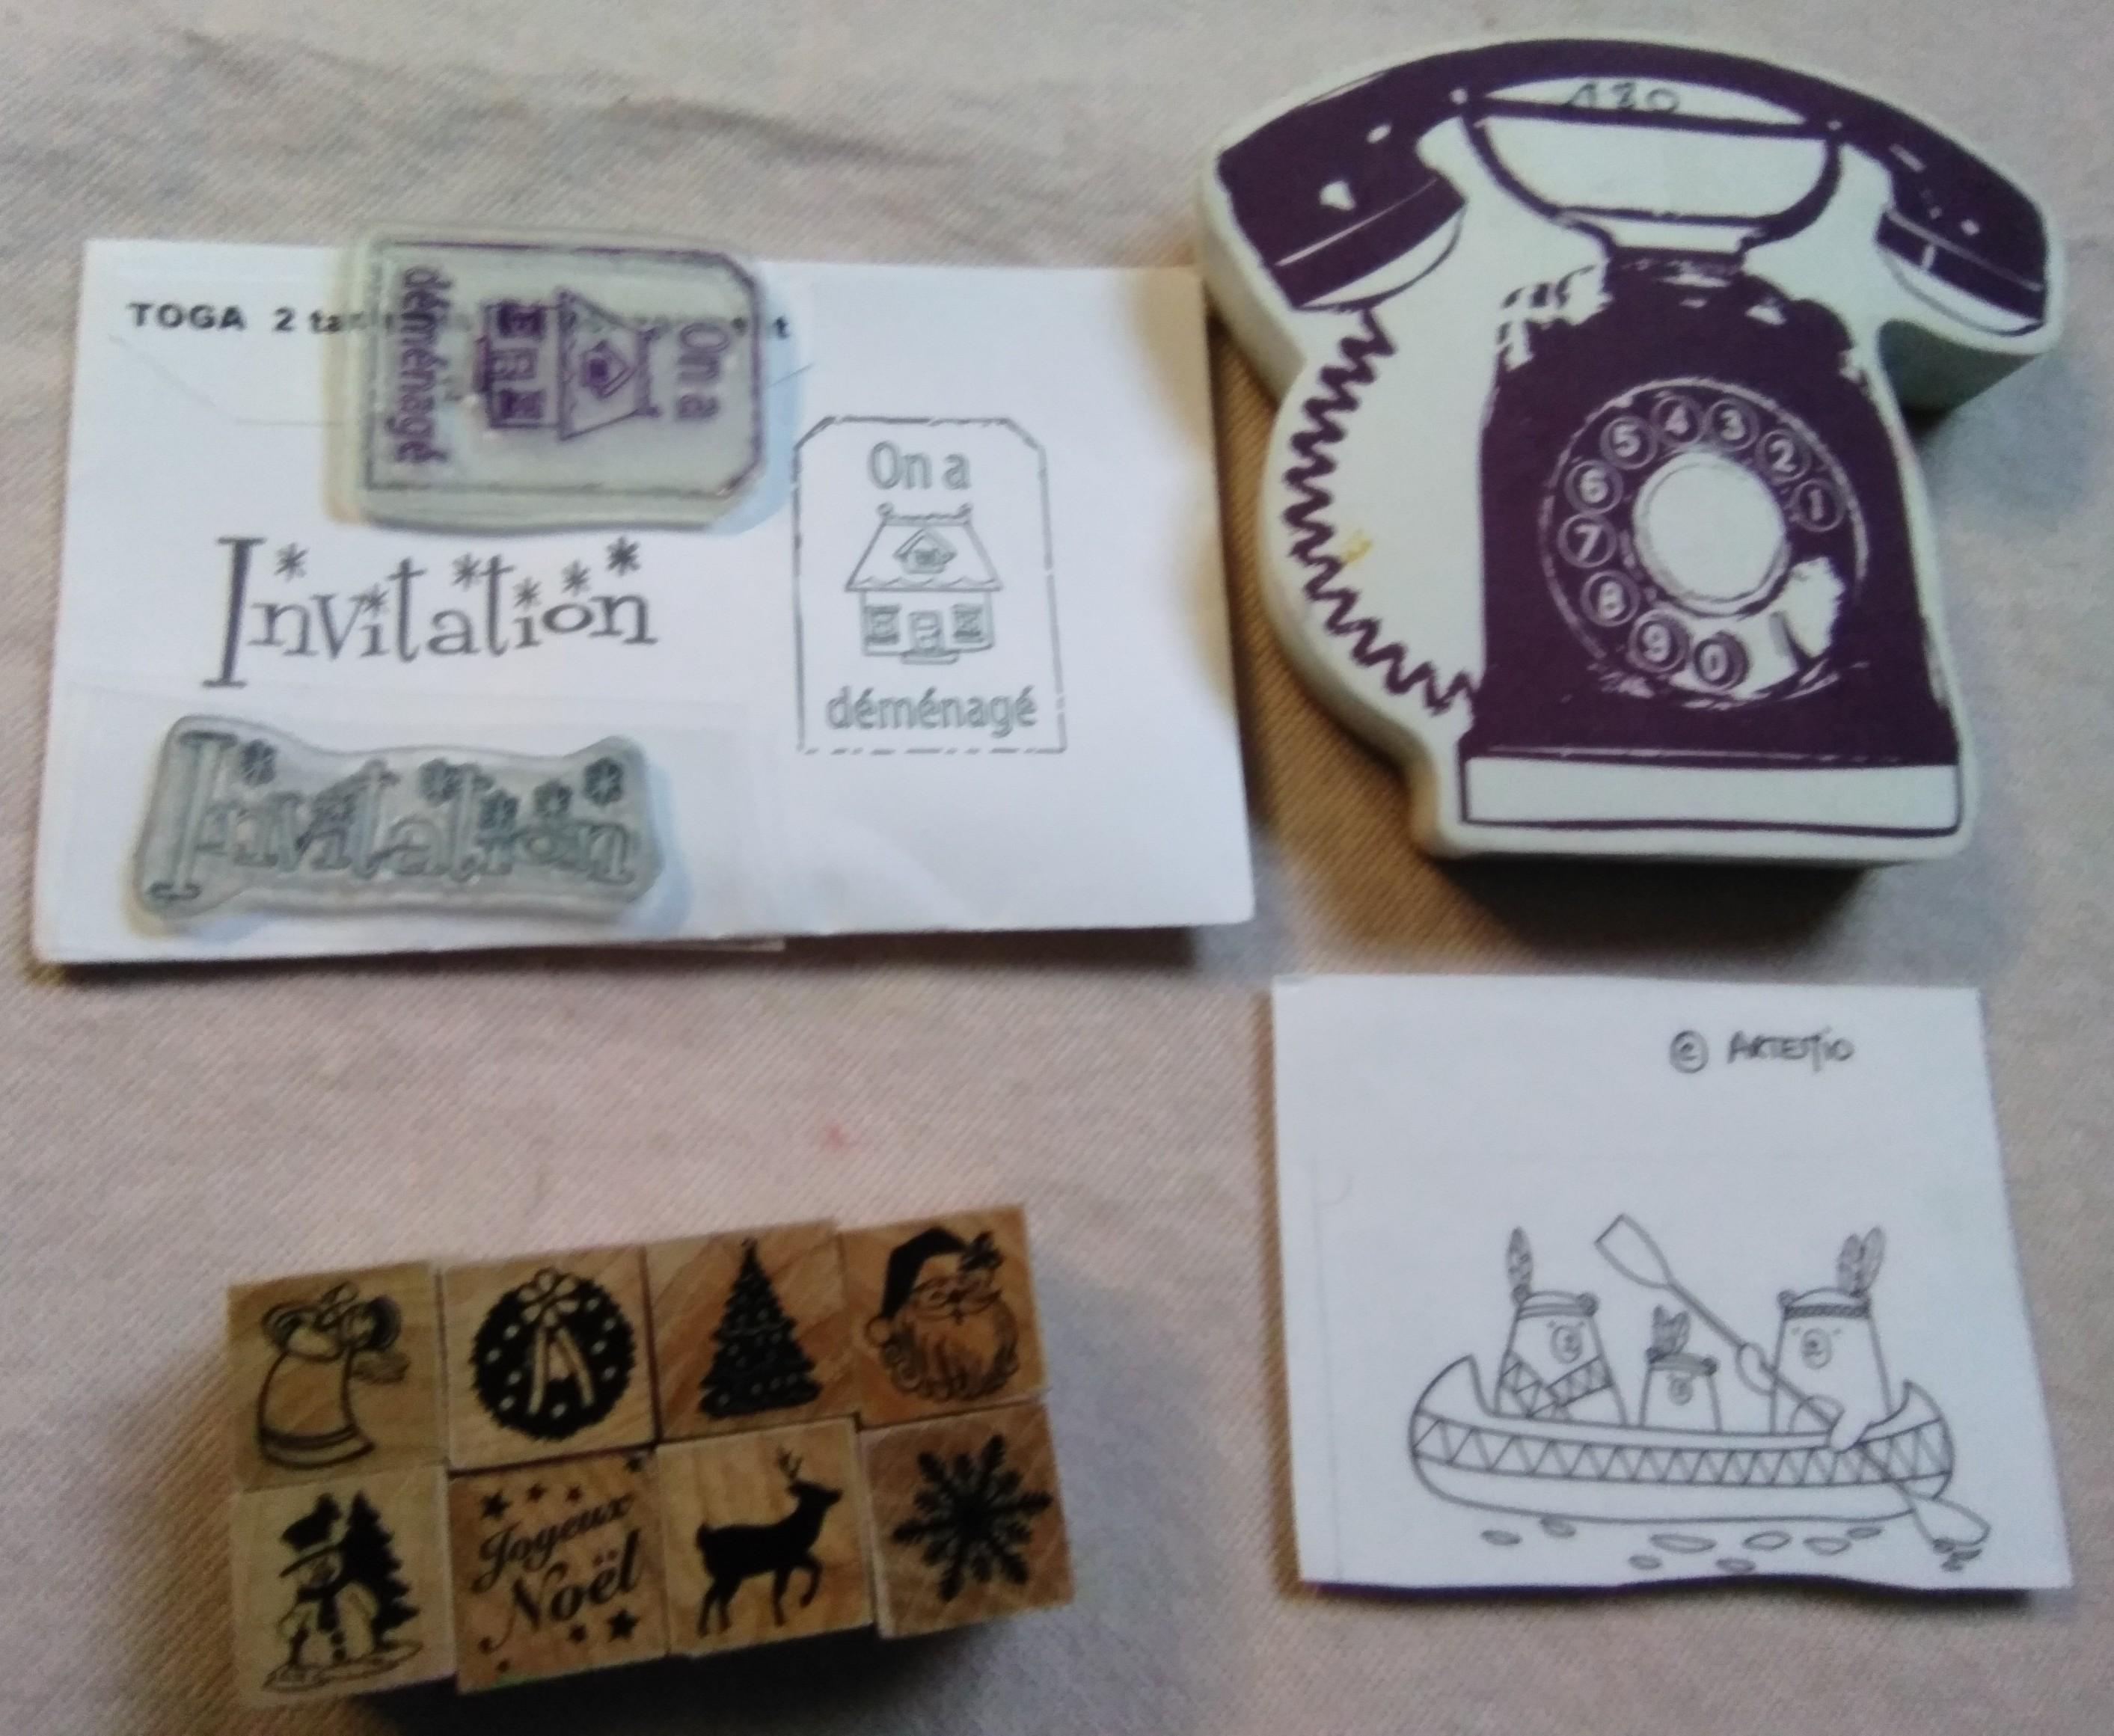 TOGA 2
On a
déménagé
Invitation
On a
déménagé
Invitation
180
1
2
3
4
5
6
7
8
9
0
© ARTEMIO
Joyeux
Noël